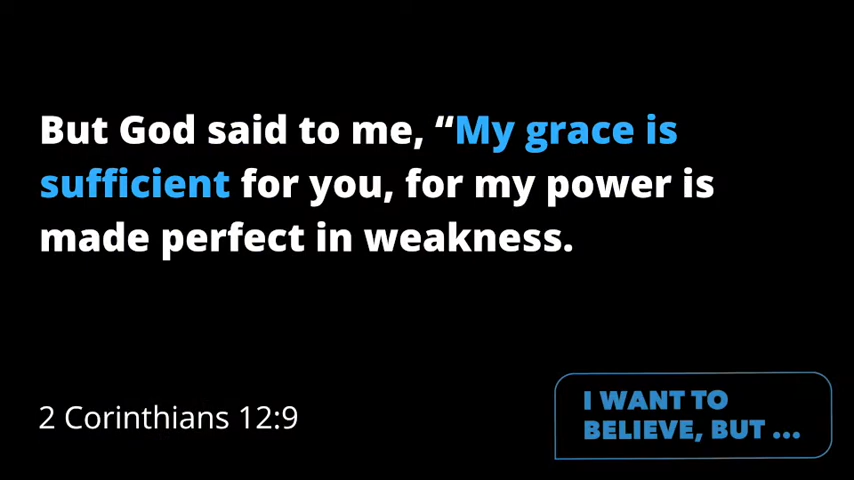 But God said to me, “My grace is
sufficient for you, for my power is
made perfect in weakness.
2 Corinthians 12:9
I WANT TO
BELIEVE, BUT ...